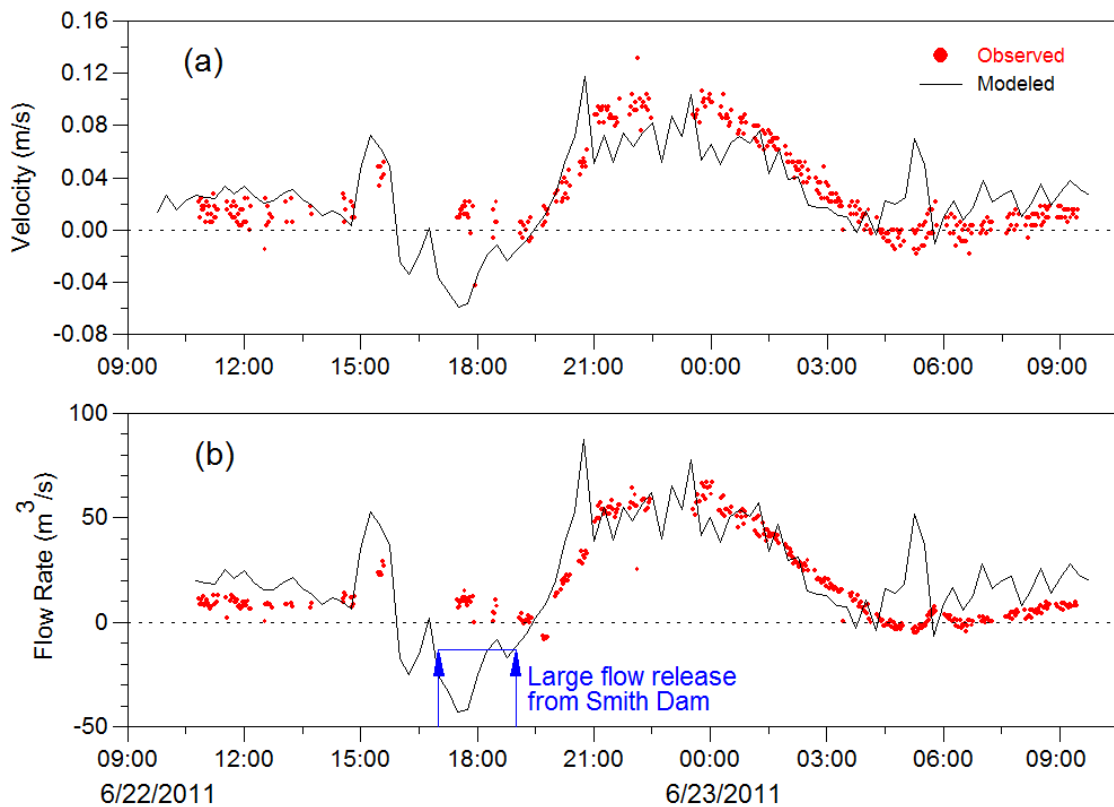 0.16
(a)
Observed
Modeled
0.12
0.08
0.04
0.00
-0.04
-0.08
Velocity (m/s)
09:00 12:00 15:00 18:00 21:00 00:00 03:00 06:00 09:00
100
(b)
50
0
-50
Flow Rate (m³/s)
Large flow release
from Smith Dam
09:00 12:00 15:00 18:00 21:00 00:00 03:00 06:00 09:00
6/22/2011 6/23/2011